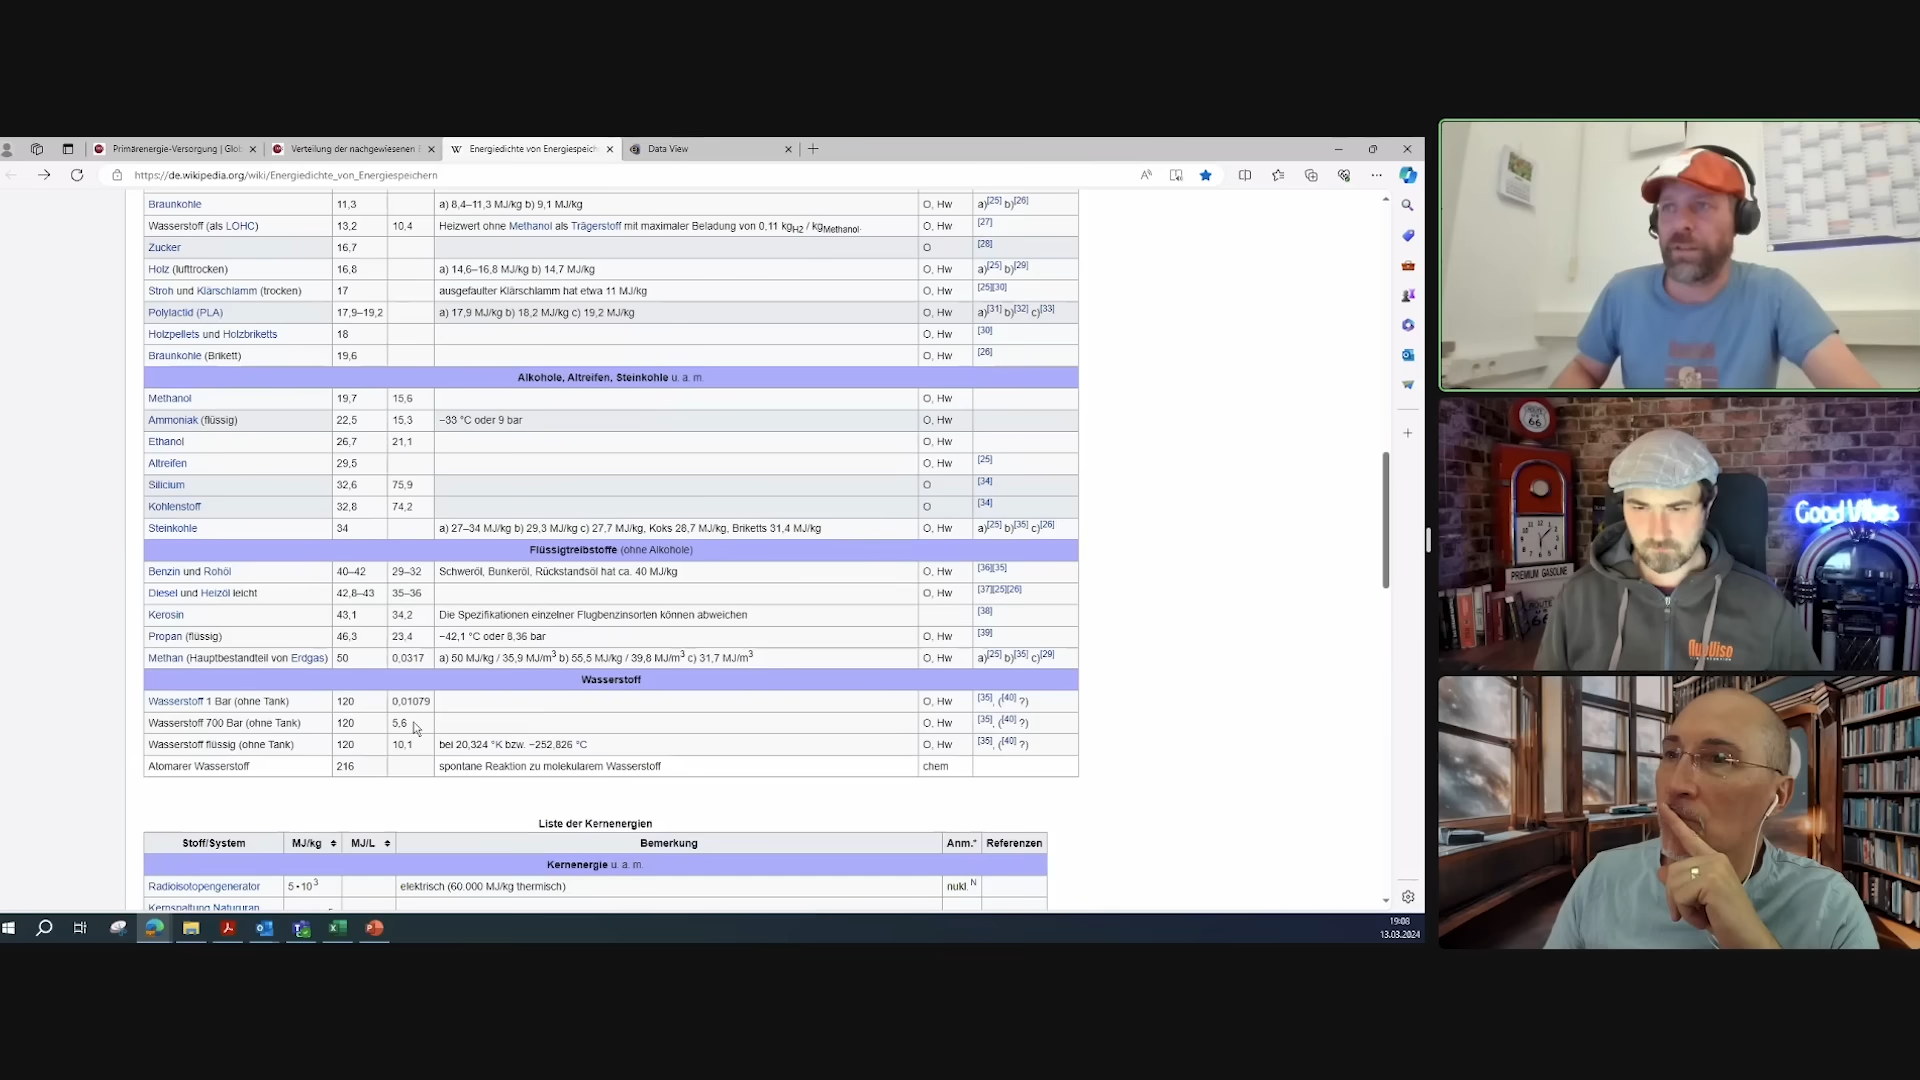 Primärenergie-Versorgung | Glob
Verteilung der nachgewiesenen E
W Energiedichte von Energiespeich
Data View
https://de.wikipedia.org/wiki/Energiedichte_von_Energiespeichern
Braunkohle 11,3 a) 8,4–11,3 MJ/kg b) 9,1 MJ/kg O, Hw a)[25] b)[26]
Wasserstoff (als LOHC) 13,2 10,4 Heizwert ohne Methanol als Trägerstoff mit maximaler Beladung von 0,11 kgH2 / kgMethanol. O, Hw [27]
Zucker 16,7 O [28]
Holz (lufttrocken) 16,8 a) 14,6–16,8 MJ/kg b) 14,7 MJ/kg O, Hw a)[25] b)[29]
Stroh und Klärschlamm (trocken) 17 ausgefaulter Klärschlamm hat etwa 11 MJ/kg O, Hw [25][30]
Polylactid (PLA) 17,9–19,2 a) 17,9 MJ/kg b) 18,2 MJ/kg c) 19,2 MJ/kg O, Hw a)[31] b)[32] c)[33]
Holzpellets und Holzbriketts 18 O, Hw [30]
Braunkohle (Brikett) 19,6 O, Hw [26]
Alkohole, Altreifen, Steinkohle u. a. m.
Methanol 19,7 15,6 O, Hw
Ammoniak (flüssig) 22,5 15,3 −33 °C oder 9 bar O, Hw
Ethanol 26,7 21,1 O, Hw
Altreifen 29,5 O, Hw [25]
Silicium 32,6 75,9 O [34]
Kohlenstoff 32,8 74,2 O [34]
Steinkohle 34 a) 27–34 MJ/kg b) 29,3 MJ/kg c) 27,7 MJ/kg, Koks 28,7 MJ/kg, Briketts 31,4 MJ/kg O, Hw a)[25] b)[35] c)[26]
Flüssigtreibstoffe (ohne Alkohole)
Benzin und Rohöl 40–42 29–32 Schweröl, Bunkeröl, Rückstandsöl hat ca. 40 MJ/kg O, Hw [36][35]
Diesel und Heizöl leicht 42,8–43 35–36 O, Hw [37][25][26]
Kerosin 43,1 34,2 Die Spezifikationen einzelner Flugbenzinsorten können abweichen [38]
Propan (flüssig) 46,3 23,4 −42,1 °C oder 8,36 bar O, Hw [39]
Methan (Hauptbestandteil von Erdgas) 50 0,0317 a) 50 MJ/kg / 35,9 MJ/m3 b) 55,5 MJ/kg / 39,8 MJ/m3 c) 31,7 MJ/m3 O, Hw a)[25] b)[35] c)[29]
Wasserstoff
Wasserstoff 1 Bar (ohne Tank) 120 0,01079 O, Hw [35], ([40] ?)
Wasserstoff 700 Bar (ohne Tank) 120 5,6 O, Hw [35], ([40] ?)
Wasserstoff flüssig (ohne Tank) 120 10,1 bei 20,324 °K bzw. −252,826 °C O, Hw [35], ([40] ?)
Atomarer Wasserstoff 216 spontane Reaktion zu molekularem Wasserstoff chem
Liste der Kernenergien
Stoff/System MJ/kg MJ/L Bemerkung Anm.* Referenzen
Kernenergie u. a. m.
Radioisotopengenerator 5•10 3 elektrisch (60.000 MJ/kg thermisch) nukl. N
Kernspaltung Natururan
19:08
13.03.2024
ROUTE
66
PREMIUM GASOLINE
Good Vibes